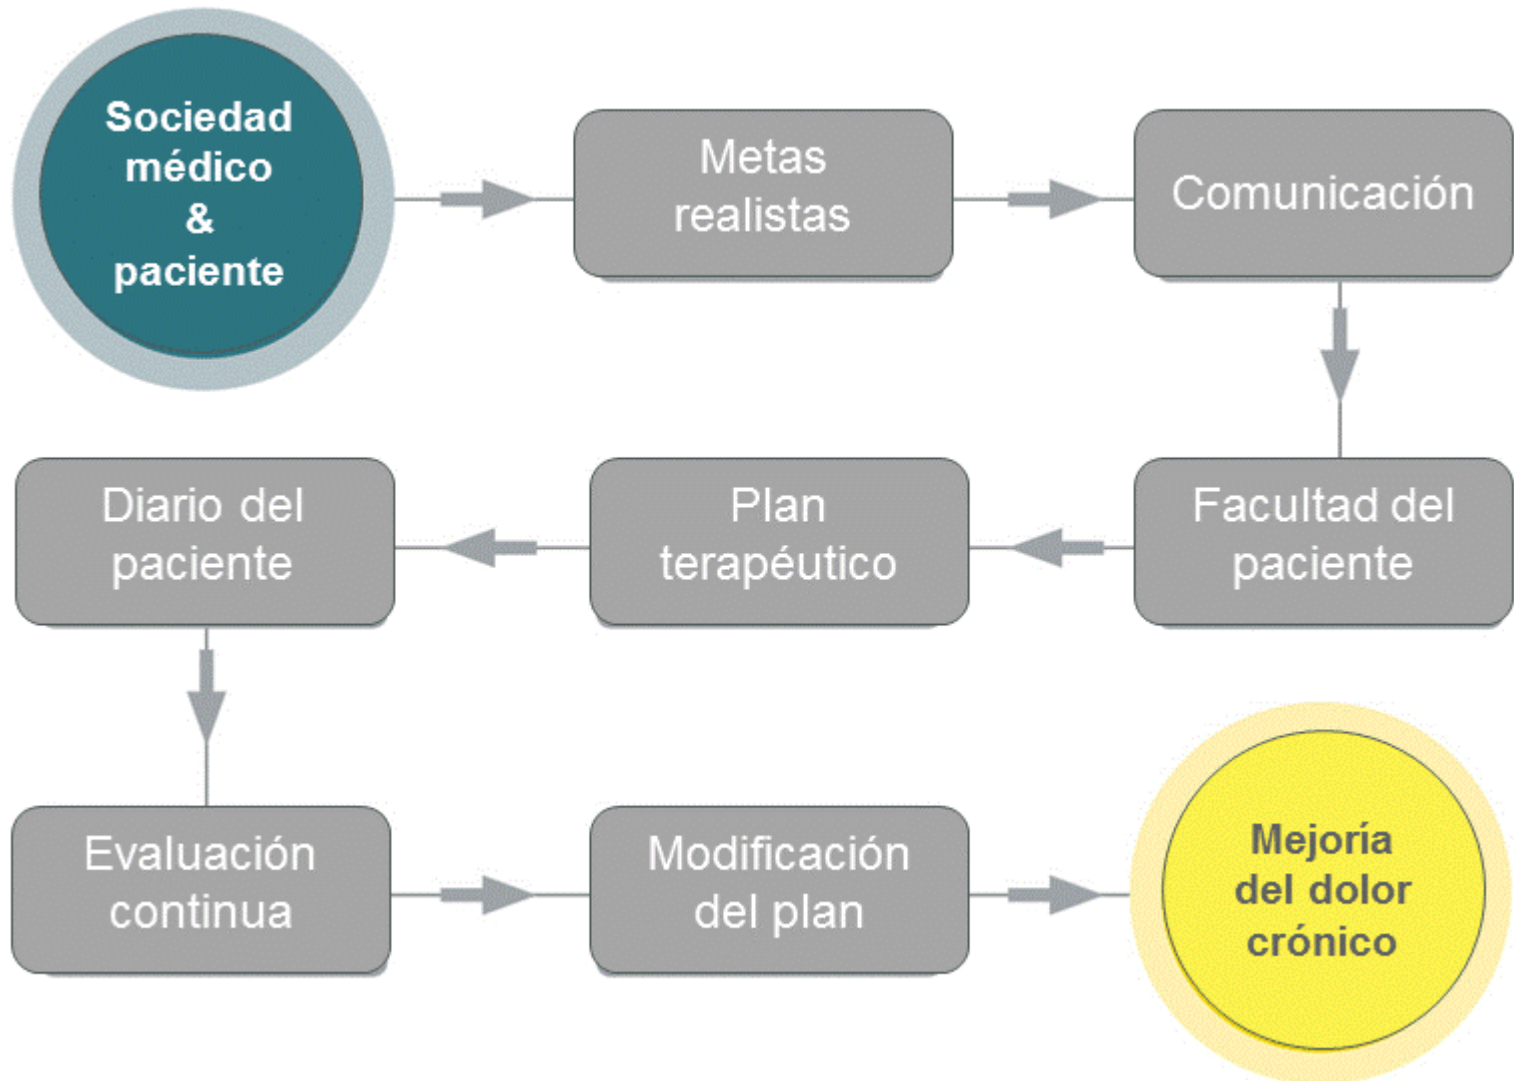 Sociedad
médico
&
paciente
Metas
realistas
Comunicación
Facultad del
paciente
Plan
terapéutico
Diario del
paciente
Evaluación
continua
Modificación
del plan
Mejoría
del dolor
crónico